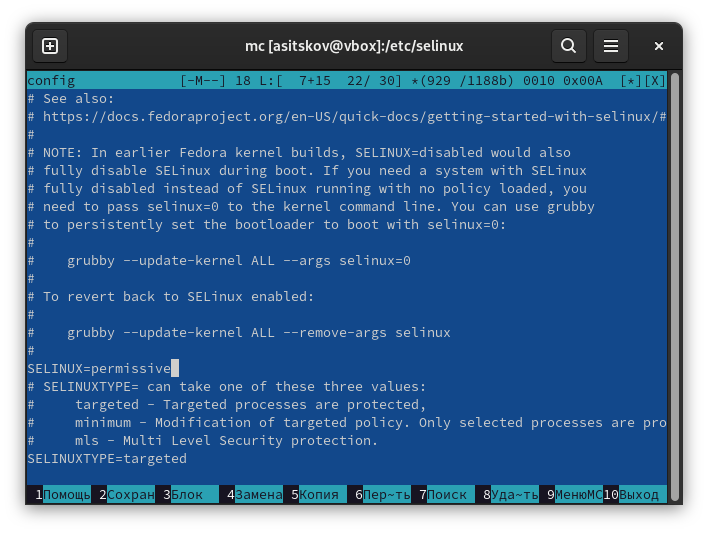 mc [asitskov@vbox]:/etc/selinux
config [-M--] 18 L:[ 7+15 22/ 30] *(929 /1188b) 0010 0x00A [*][X]
# See also:
# https://docs.fedoraproject.org/en-US/quick-docs/getting-started-with-selinux/#
#
# NOTE: In earlier Fedora kernel builds, SELINUX=disabled would also
# fully disable SELinux during boot. If you need a system with SELinux
# fully disabled instead of SELinux running with no policy loaded, you
# need to pass selinux=0 to the kernel command line. You can use grubby
# to persistently set the bootloader to boot with selinux=0:
#
#    grubby --update-kernel ALL --args selinux=0
#
# To revert back to SELinux enabled:
#
#    grubby --update-kernel ALL --remove-args selinux
#
SELINUX=permissive
# SELINUXTYPE= can take one of these three values:
#     targeted - Targeted processes are protected,
#     minimum - Modification of targeted policy. Only selected processes are pro
#     mls - Multi Level Security protection.
SELINUXTYPE=targeted
1Помощь 2Сохран 3Блок 4Замена 5Копия 6Пер~ть 7Поиск 8Уда~ть 9МенюMC 10Выход